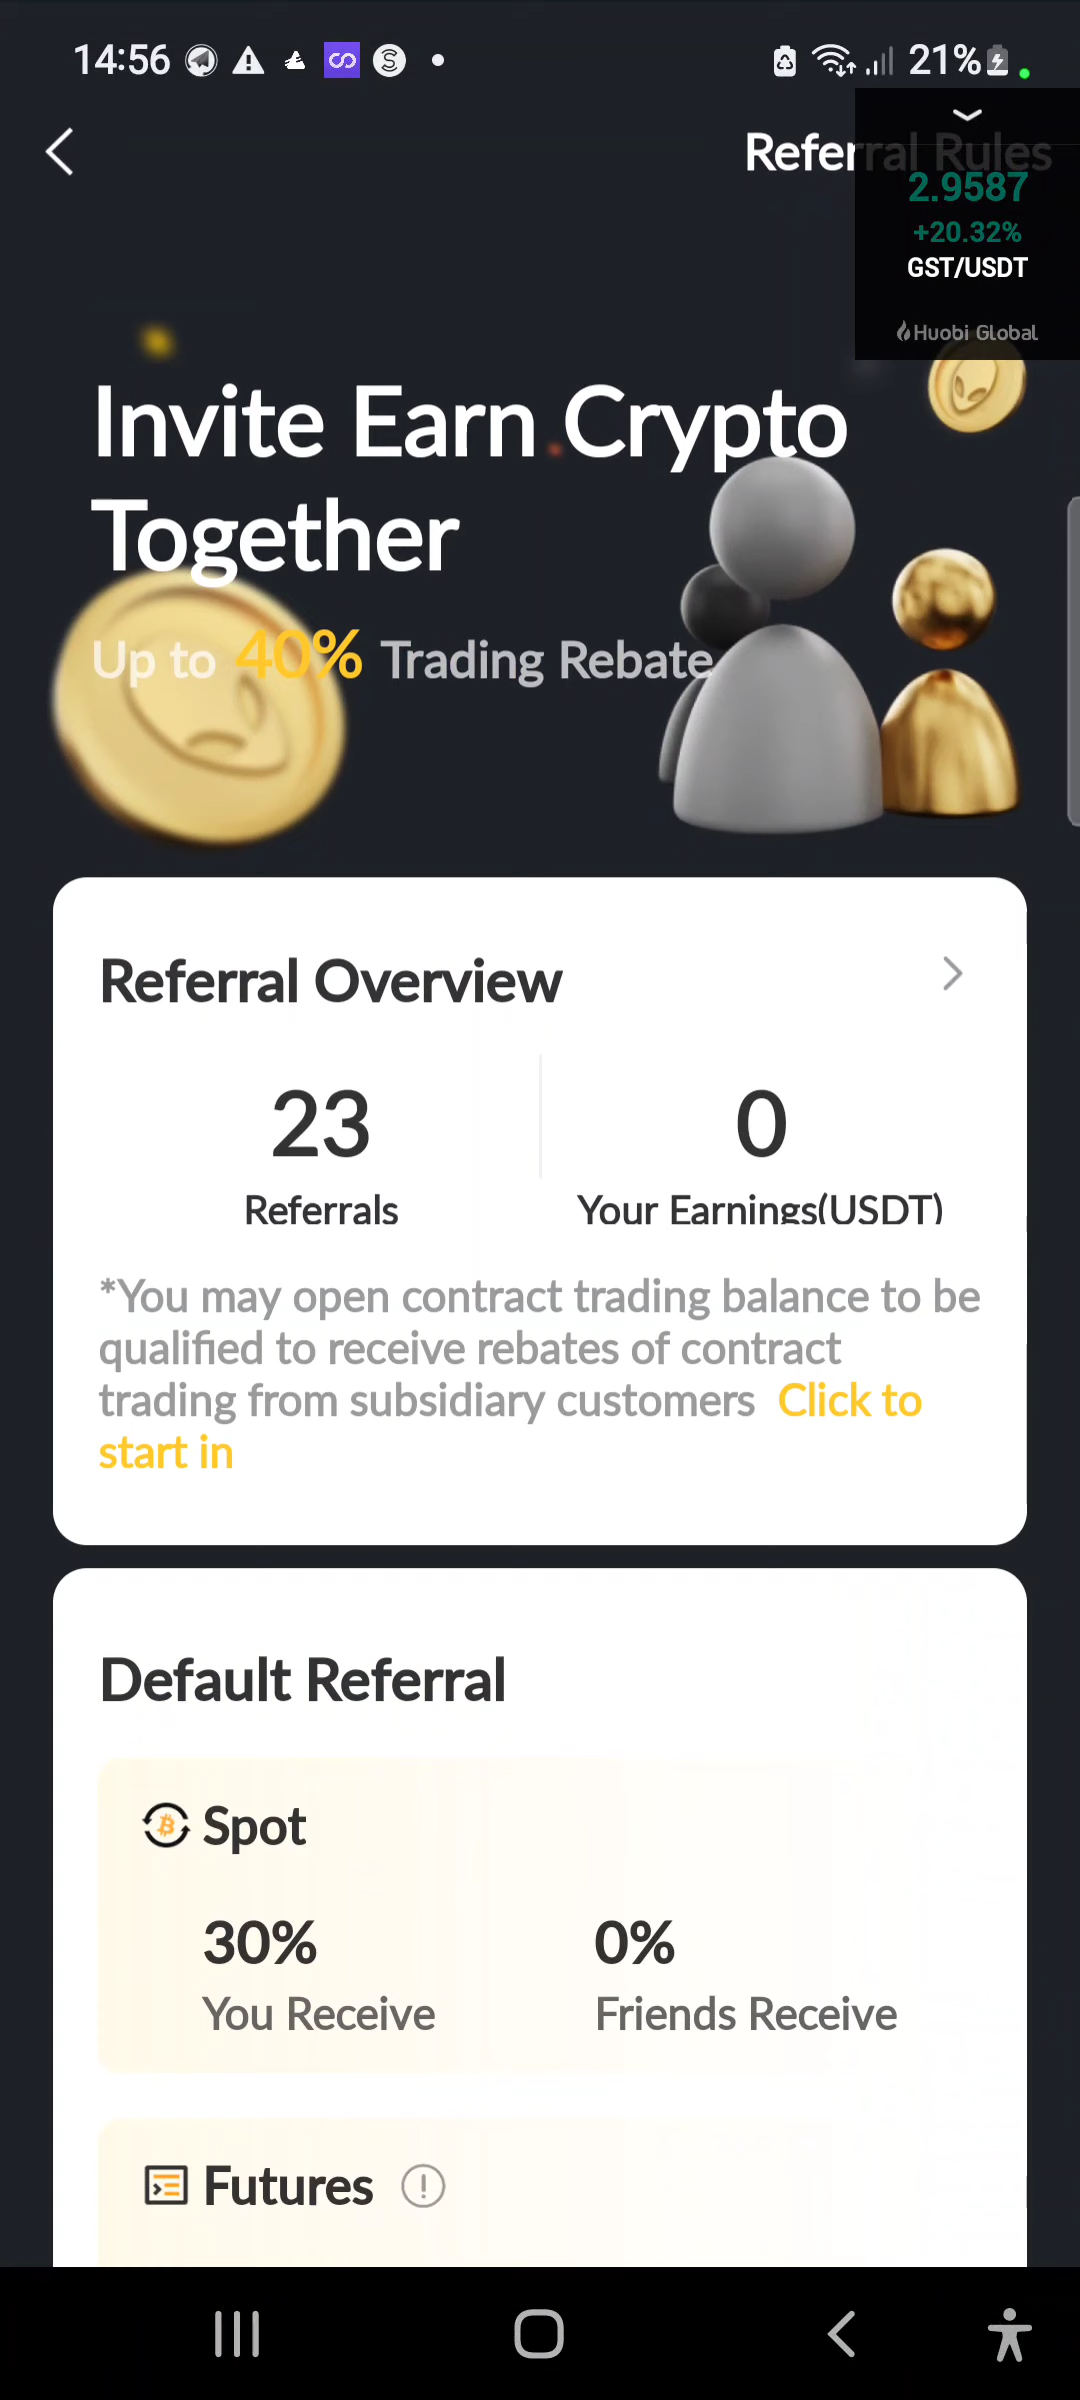 14:56
21%
Referral Rules
2.9587
+20.32%
GST/USDT
Huobi Global
Invite Earn Crypto
Together
Up to 40% Trading Rebate
Referral Overview
23
0
Referrals
Your Earnings(USDT)
*You may open contract trading balance to be
qualified to receive rebates of contract
trading from subsidiary customers Click to
start in
Default Referral
Spot
30%
0%
You Receive
Friends Receive
Futures